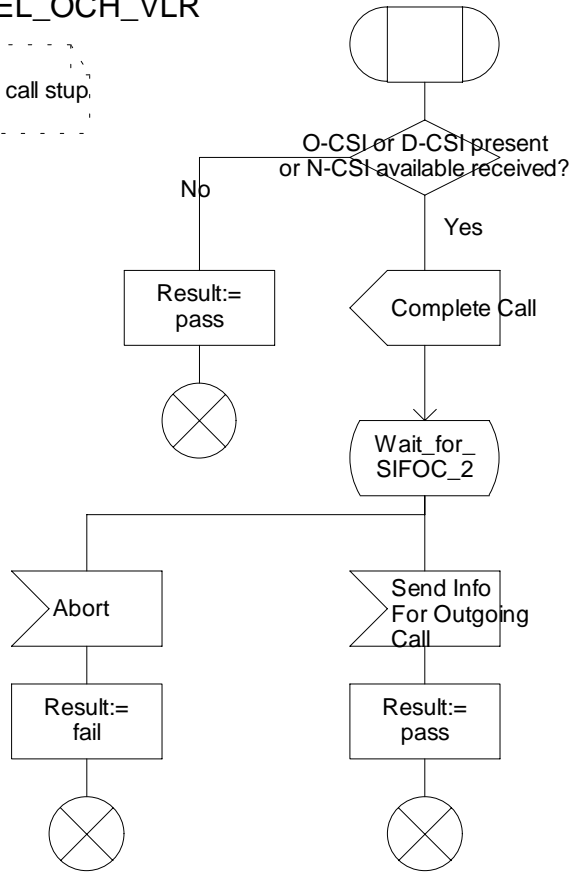 EL_OCH_VLR
call stup
O-CSI or D-CSI present
or N-CSI available received?
No
Yes
Result:=
pass
Complete Call
Wait_for_
SIFOC_2
Abort
Send Info
For Outgoing
Call
Result:=
fail
Result:=
pass